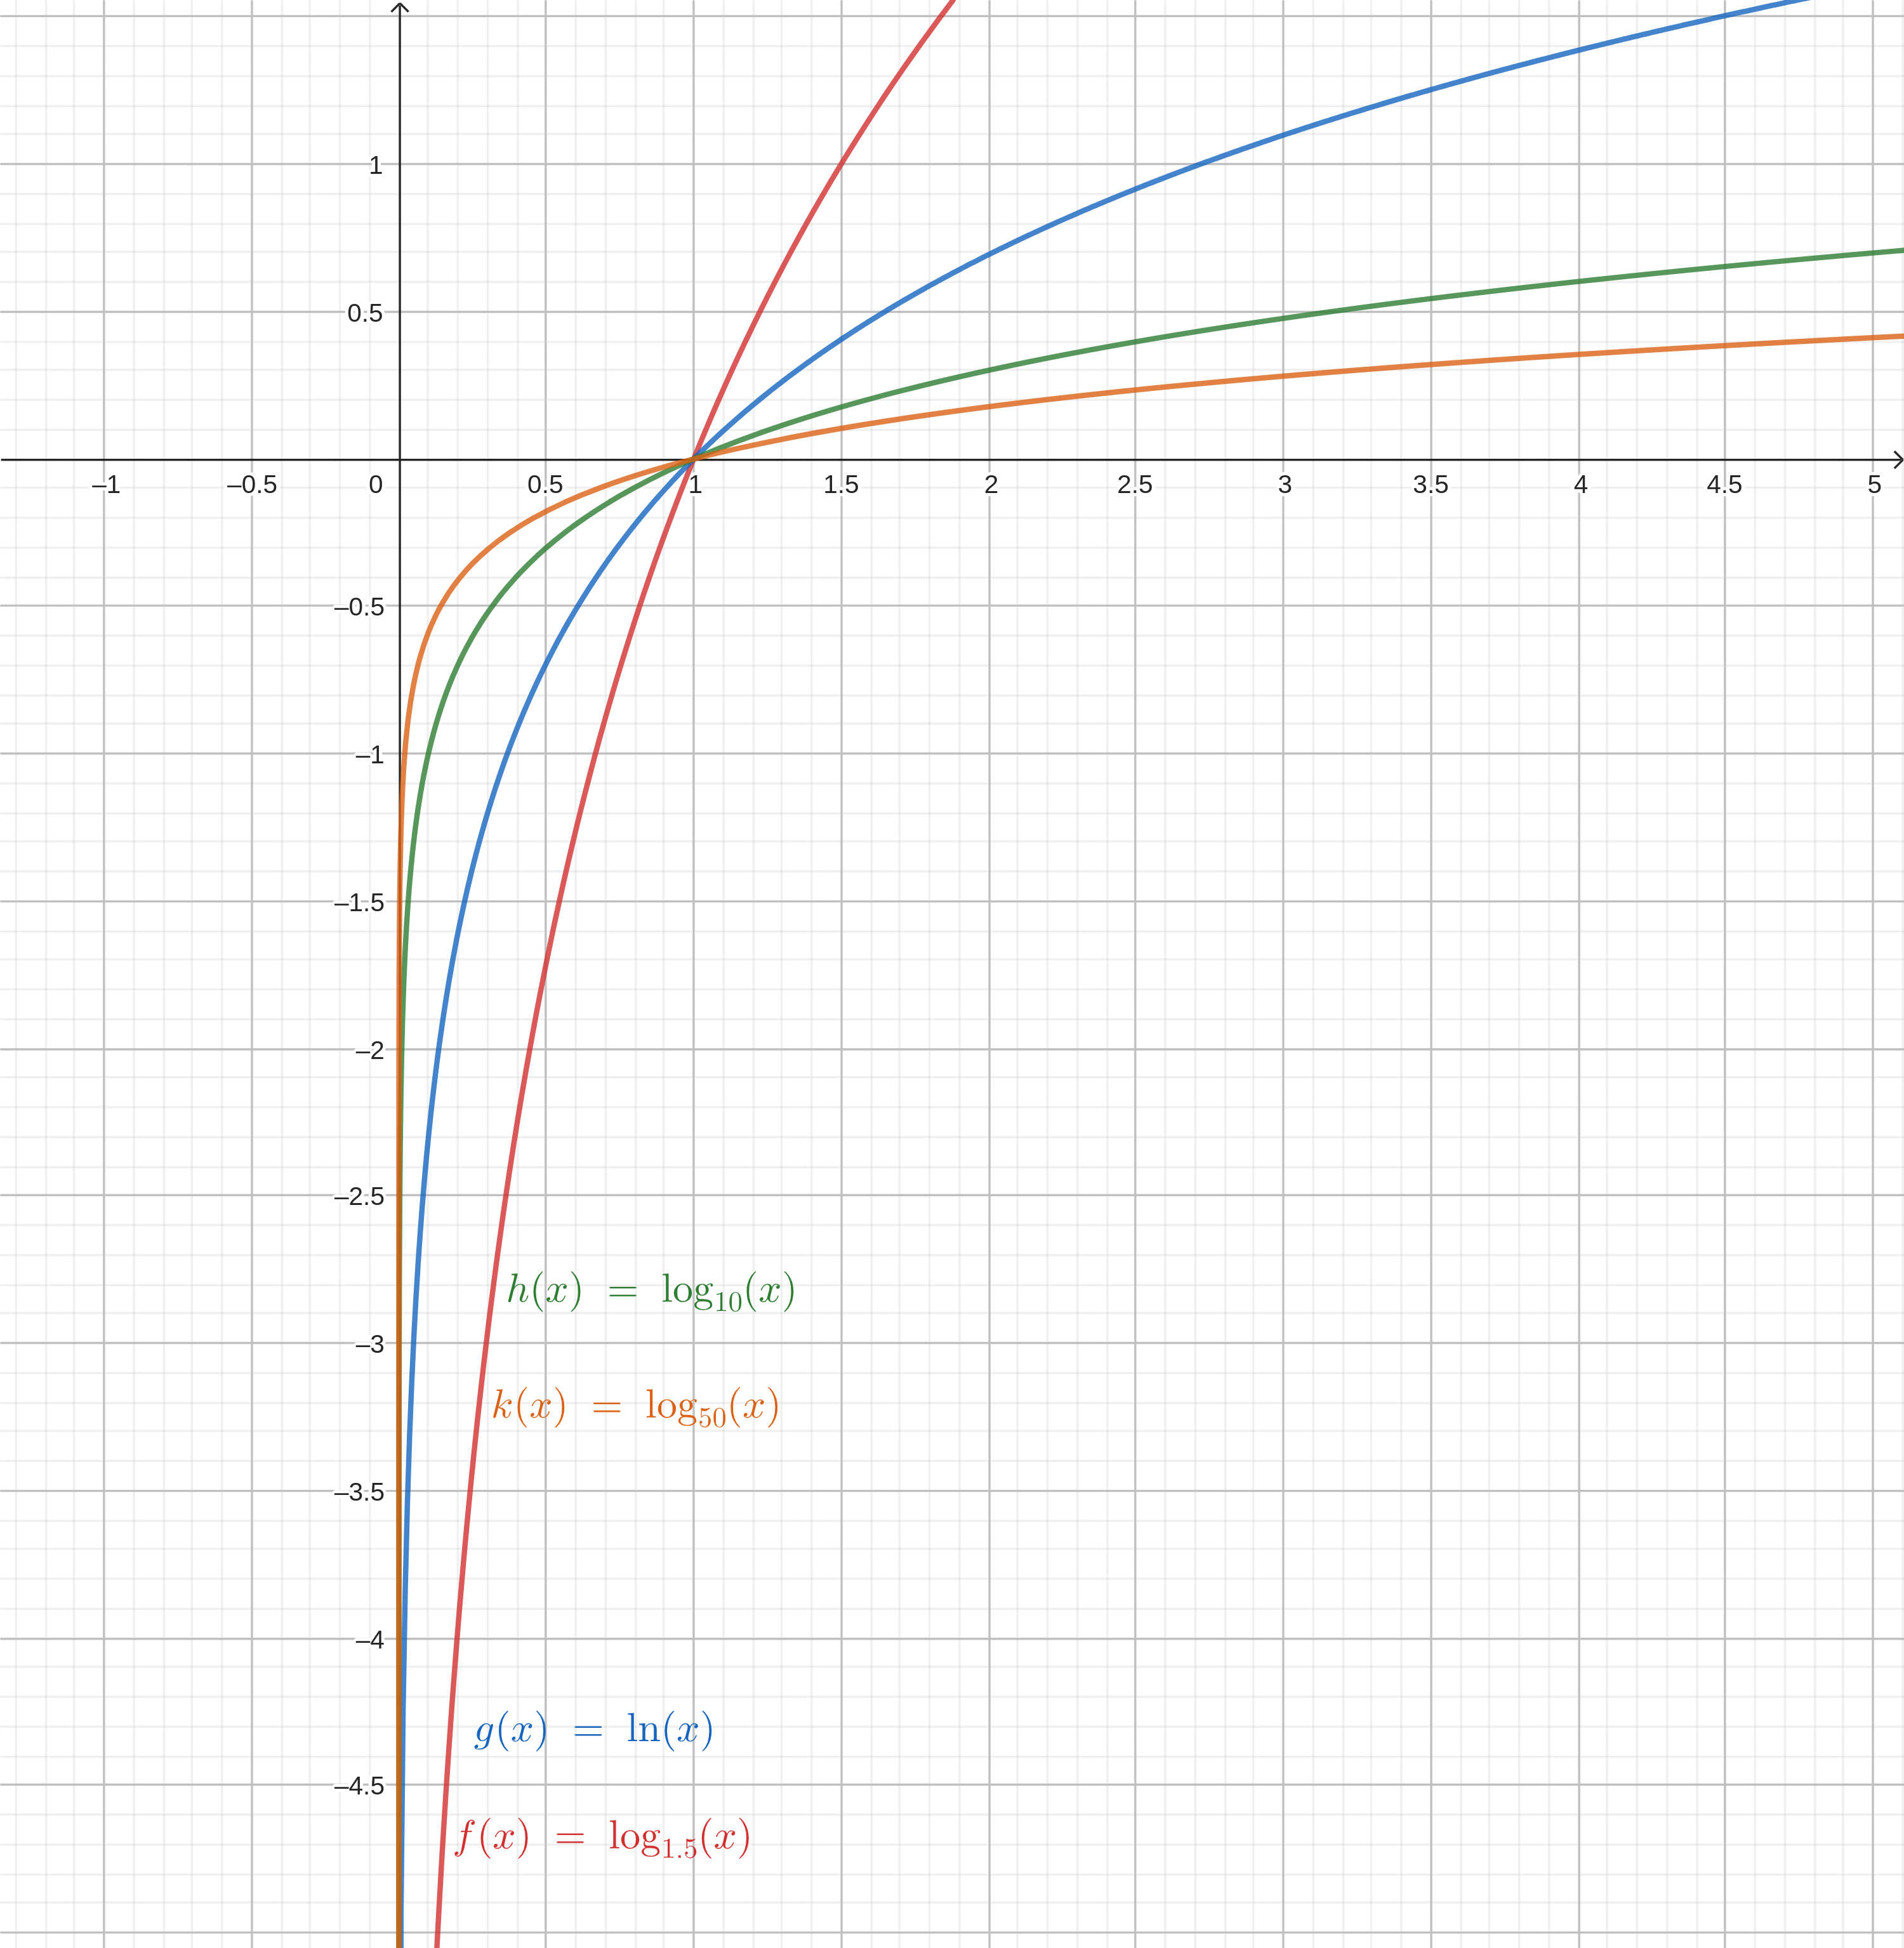 1
0.5
–1 –0.5 0 0.5 1 1.5 2 2.5 3 3.5 4 4.5 5
–0.5
–1
–1.5
–2
–2.5
h(x) = log₁₀(x)
–3
k(x) = log₅₀(x)
–3.5
–4
g(x) = ln(x)
–4.5
f(x) = log₁.₅(x)